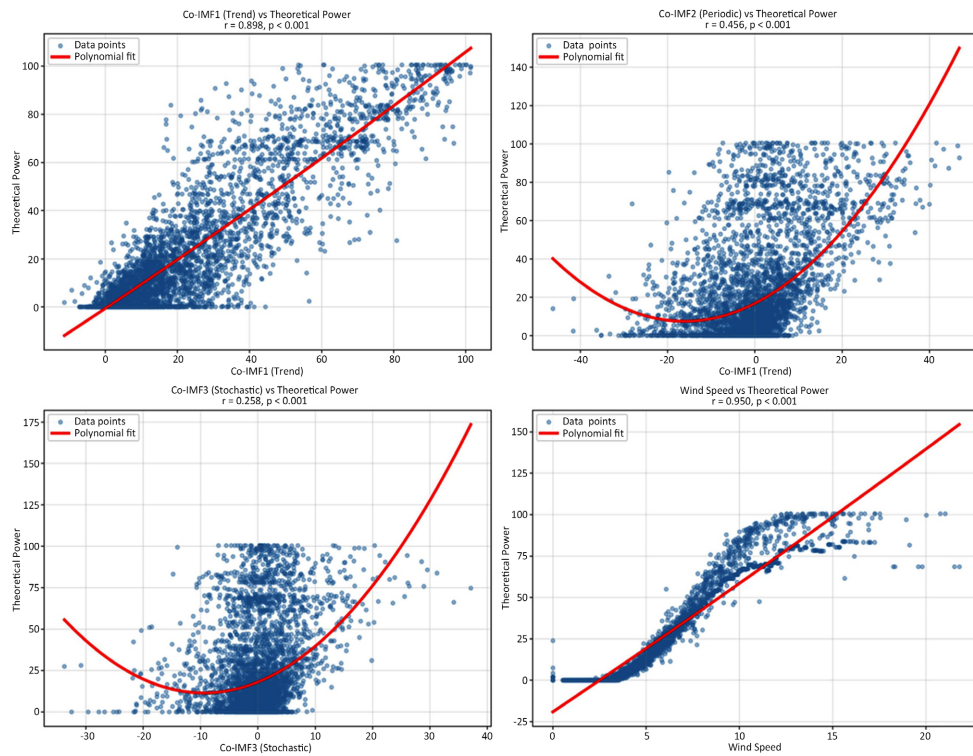 Co-IMF1 (Trend) vs Theoretical Power
r = 0.898, p < 0.001
Data points
Polynomial fit
100
80
60
40
20
0
Theoretical Power
0 20 40 60 80 100
Co-IMF1 (Trend)
Co-IMF2 (Periodic) vs Theoretical Power
r = 0.456, p < 0.001
Data points
Polynomial fit
140
120
100
80
60
40
20
0
Theoretical Power
-40 -20 0 20 40
Co-IMF1 (Trend)
Co-IMF3 (Stochastic) vs Theoretical Power
r = 0.258, p < 0.001
Data points
Polynomial fit
175
150
125
100
75
50
25
0
Theoretical Power
-30 -20 -10 0 10 20 30 40
Co-IMF3 (Stochastic)
Wind Speed vs Theoretical Power
r = 0.950, p < 0.001
Data points
Polynomial fit
150
125
100
75
50
25
0
-25
Theoretical Power
0 5 10 15 20
Wind Speed